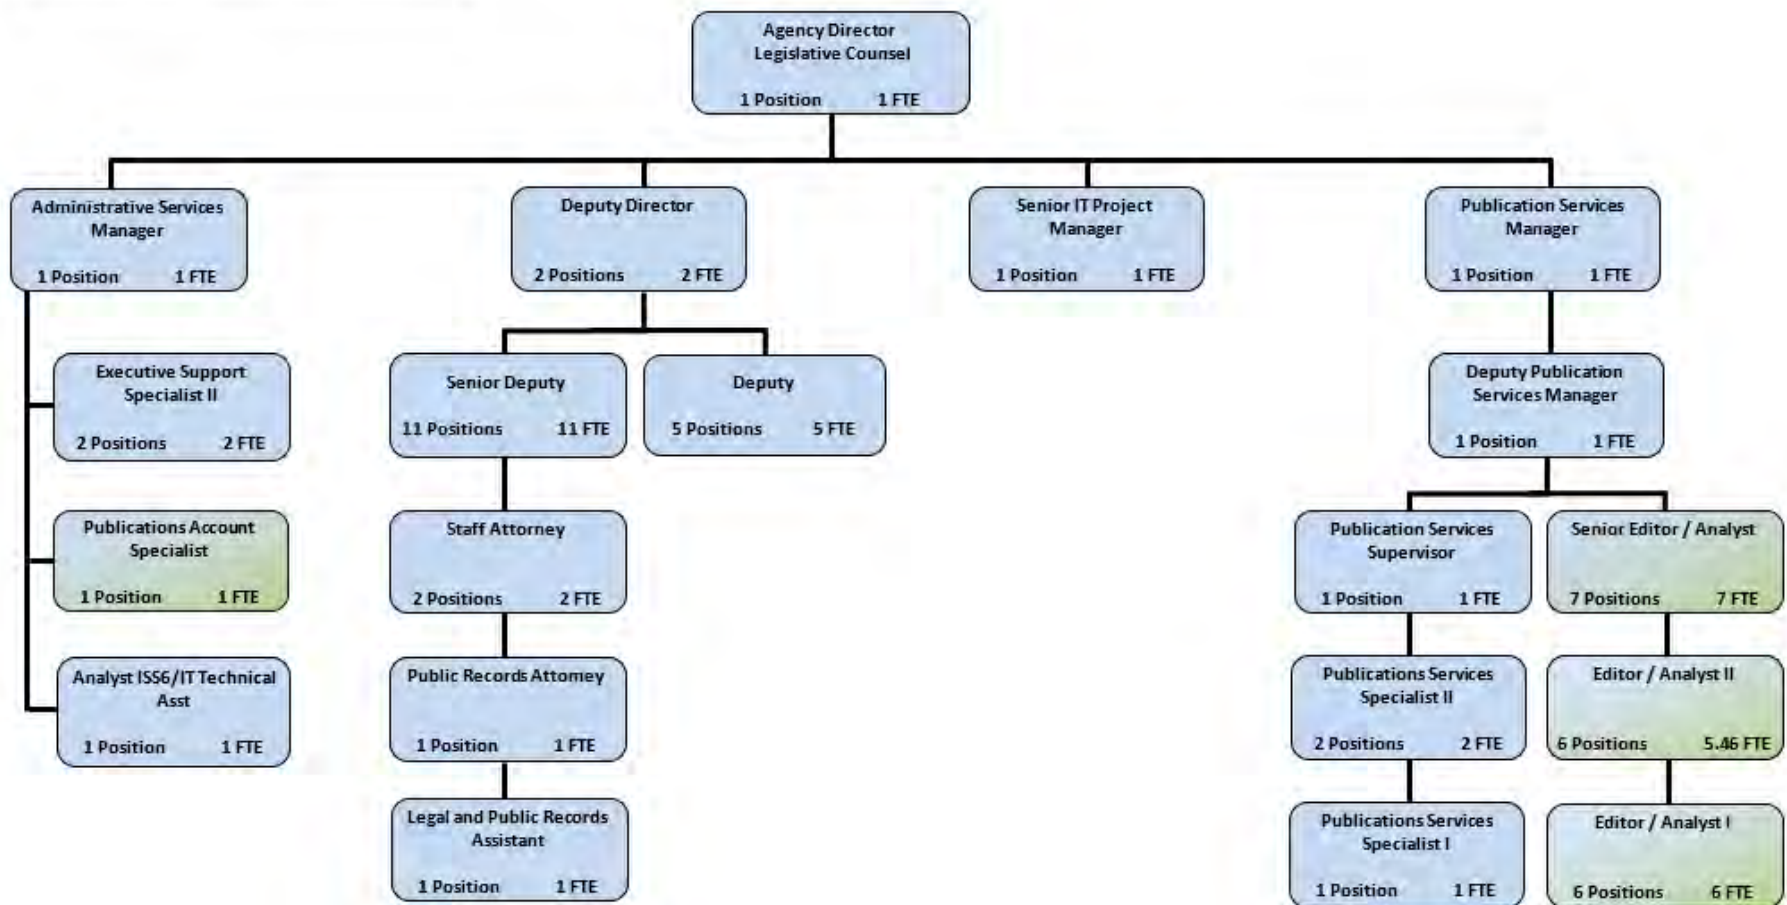 Agency Director
Legislative Counsel
1 Position 1 FTE
Administrative Services
Manager
1 Position 1 FTE
Deputy Director
2 Positions 2 FTE
Senior IT Project
Manager
1 Position 1 FTE
Publication Services
Manager
1 Position 1 FTE
Executive Support
Specialist II
2 Positions 2 FTE
Senior Deputy
11 Positions 11 FTE
Deputy
5 Positions 5 FTE
Deputy Publication
Services Manager
1 Position 1 FTE
Publications Account
Specialist
1 Position 1 FTE
Staff Attorney
2 Positions 2 FTE
Publication Services
Supervisor
1 Position 1 FTE
Senior Editor / Analyst
7 Positions 7 FTE
Analyst ISS6/IT Technical
Asst
1 Position 1 FTE
Public Records Attorney
1 Position 1 FTE
Publications Services
Specialist II
2 Positions 2 FTE
Editor / Analyst II
6 Positions 5.46 FTE
Legal and Public Records
Assistant
1 Position 1 FTE
Publications Services
Specialist I
1 Position 1 FTE
Editor / Analyst I
6 Positions 6 FTE